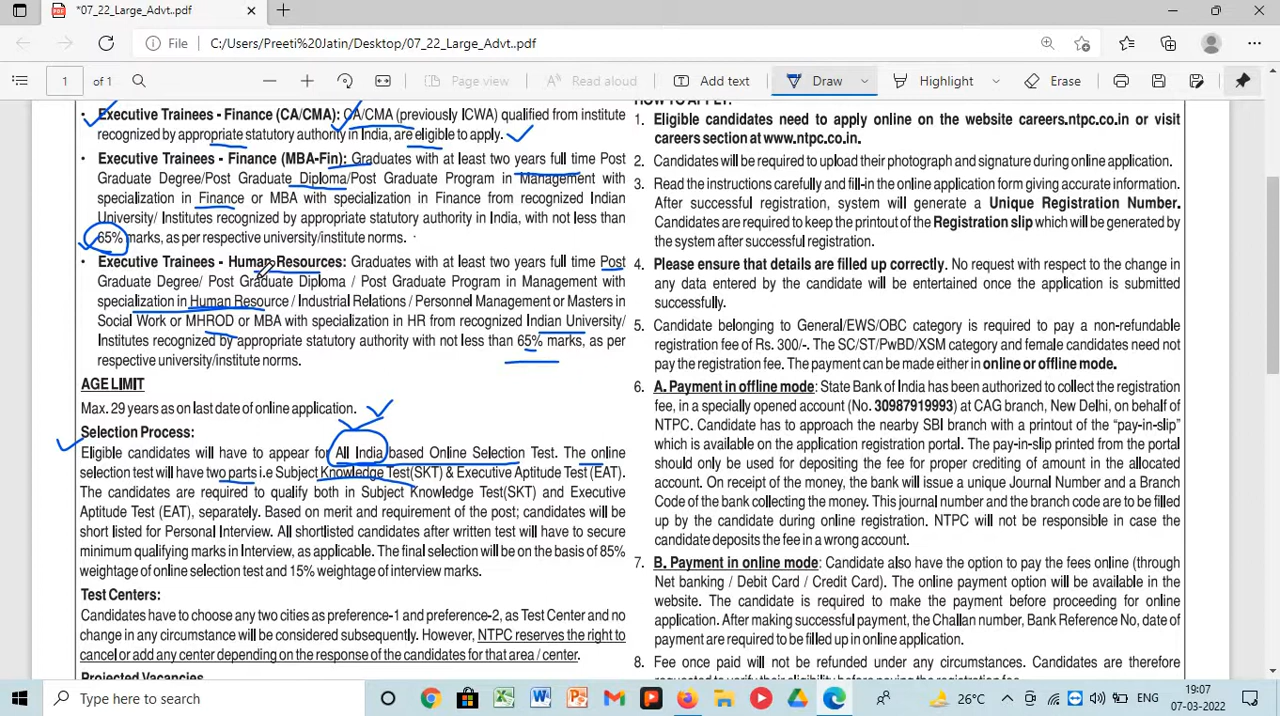 *07_22_Large_Advt..pdf
File
C:/Users/Preeti%20Jatin/Desktop/07_22_Large_Advt..pdf
1 of 1
Page view
Read aloud
Add text
Draw
Highlight
Erase
• Executive Trainees - Finance (CA/CMA): CA/CMA (previously ICWA) qualified from institute
recognized by appropriate statutory authority in India, are eligible to apply.
• Executive Trainees - Finance (MBA-Fin): Graduates with at least two years full time Post
Graduate Degree/Post Graduate Diploma/Post Graduate Program in Management with
specialization in Finance or MBA with specialization in Finance from recognized Indian
University/ Institutes recognized by appropriate statutory authority in India, with not less than
65% marks, as per respective university/institute norms.
• Executive Trainees - Human Resources: Graduates with at least two years full time Post
Graduate Degree/ Post Graduate Diploma / Post Graduate Program in Management with
specialization in Human Resource / Industrial Relations / Personnel Management or Masters in
Social Work or MHROD or MBA with specialization in HR from recognized Indian University/
Institutes recognized by appropriate statutory authority with not less than 65% marks, as per
respective university/institute norms.
AGE LIMIT
Max. 29 years as on last date of online application.
Selection Process:
Eligible candidates will have to appear for All India based Online Selection Test. The online
selection test will have two parts i.e Subject Knowledge Test(SKT) & Executive Aptitude Test (EAT).
The candidates are required to qualify both in Subject Knowledge Test(SKT) and Executive
Aptitude Test (EAT), separately. Based on merit and requirement of the post; candidates will be
short listed for Personal Interview. All shortlisted candidates after written test will have to secure
minimum qualifying marks in Interview, as applicable. The final selection will be on the basis of 85%
weightage of online selection test and 15% weightage of interview marks.
Test Centers:
Candidates have to choose any two cities as preference-1 and preference-2, as Test Center and no
change in any circumstance will be considered subsequently. However, NTPC reserves the right to
cancel or add any center depending on the response of the candidates for that area / center.
Projected Vacancies
HOW TO APPLY:
1. Eligible candidates need to apply online on the website careers.ntpc.co.in or visit
careers section at www.ntpc.co.in.
2. Candidates will be required to upload their photograph and signature during online application.
3. Read the instructions carefully and fill-in the online application form giving accurate information.
After successful registration, system will generate a Unique Registration Number.
Candidates are required to keep the printout of the Registration slip which will be generated by
the system after successful registration.
4. Please ensure that details are filled up correctly. No request with respect to the change in
any data entered by the candidate will be entertained once the application is submitted
successfully.
5. Candidate belonging to General/EWS/OBC category is required to pay a non-refundable
registration fee of Rs. 300/-. The SC/ST/PwBD/XSM category and female candidates need not
pay the registration fee. The payment can be made either in online or offline mode.
6. A. Payment in offline mode: State Bank of India has been authorized to collect the registration
fee, in a specially opened account (No. 30987919993) at CAG branch, New Delhi, on behalf of
NTPC. Candidate has to approach the nearby SBI branch with a printout of the "pay-in-slip"
which is available on the application registration portal. The pay-in-slip printed from the portal
should only be used for depositing the fee for proper crediting of amount in the allocated
account. On receipt of the money, the bank will issue a unique Journal Number and a Branch
Code of the bank collecting the money. This journal number and the branch code are to be filled
up by the candidate during online registration. NTPC will not be responsible in case the
candidate deposits the fee in a wrong account.
7. B. Payment in online mode: Candidate also have the option to pay the fees online (through
Net banking / Debit Card / Credit Card). The online payment option will be available in the
website. The candidate is required to make the payment before proceeding for online
application. After making successful payment, the Challan number, Bank Reference No, date of
payment are required to be filled up in online application.
8. Fee once paid will not be refunded under any circumstances. Candidates are therefore
requested to verify their eligibility before paying the registration fee.
Type here to search
26°C
ENG
19:07
07-03-2022